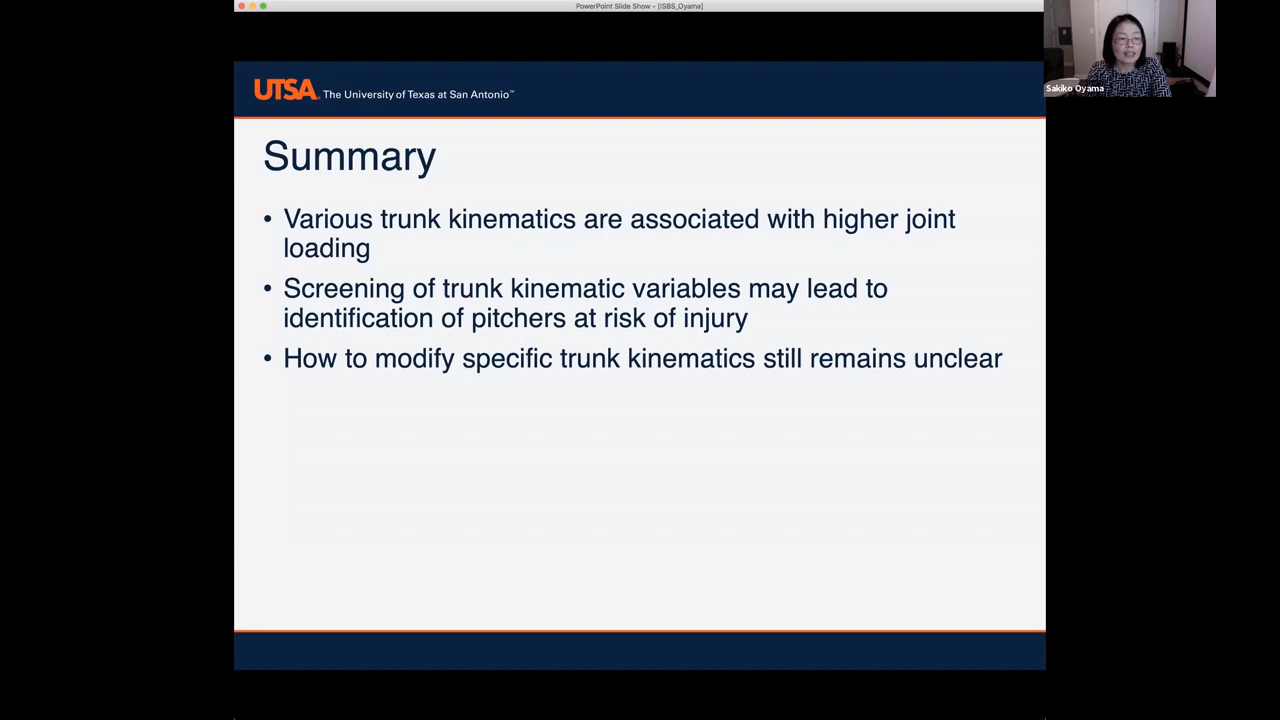 PowerPoint Slide Show - [ISBS_Oyama]
Sakiko Oyama
UTSA. The University of Texas at San Antonio™
Summary
• Various trunk kinematics are associated with higher joint
loading
• Screening of trunk kinematic variables may lead to
identification of pitchers at risk of injury
• How to modify specific trunk kinematics still remains unclear